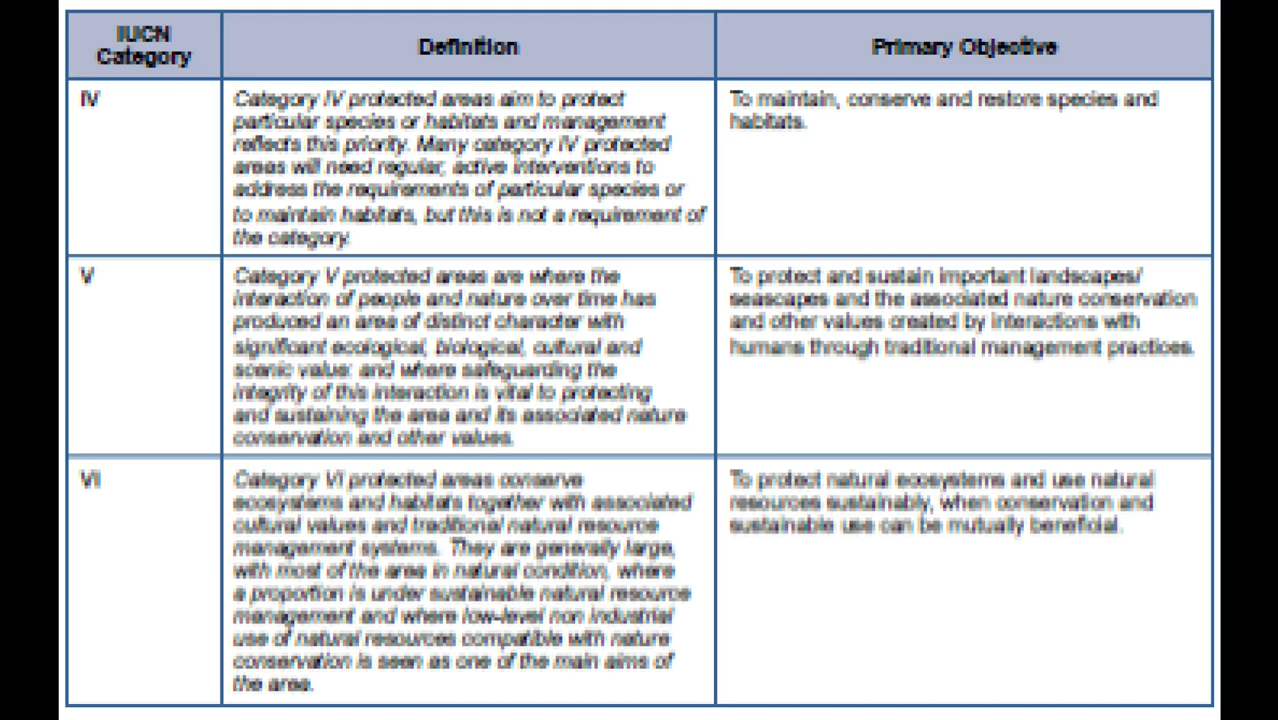 IUCN
Category
Definition
Primary Objective
IV
Category IV protected areas aim to protect
particular species or habitats and management
reflects this priority. Many category IV protected
areas will need regular, active interventions to
address the requirements of particular species or
to maintain habitats, but this is not a requirement of
the category.
To maintain, conserve and restore species and
habitats.
V
Category V protected areas are where the
interaction of people and nature over time has
produced an area of distinct character with
significant ecological, biological, cultural and
scenic value: and where safeguarding the
integrity of this interaction is vital to protecting
and sustaining the area and its associated nature
conservation and other values.
To protect and sustain important landscapes/
seascapes and the associated nature conservation
and other values created by interactions with
humans through traditional management practices.
VI
Category VI protected areas conserve
ecosystems and habitats together with associated
cultural values and traditional natural resource
management systems. They are generally large,
with most of the area in natural condition, where
a proportion is under sustainable natural resource
management and where low-level non industrial
use of natural resources compatible with nature
conservation is seen as one of the main aims of
the area.
To protect natural ecosystems and use natural
resources sustainably, when conservation and
sustainable use can be mutually beneficial.